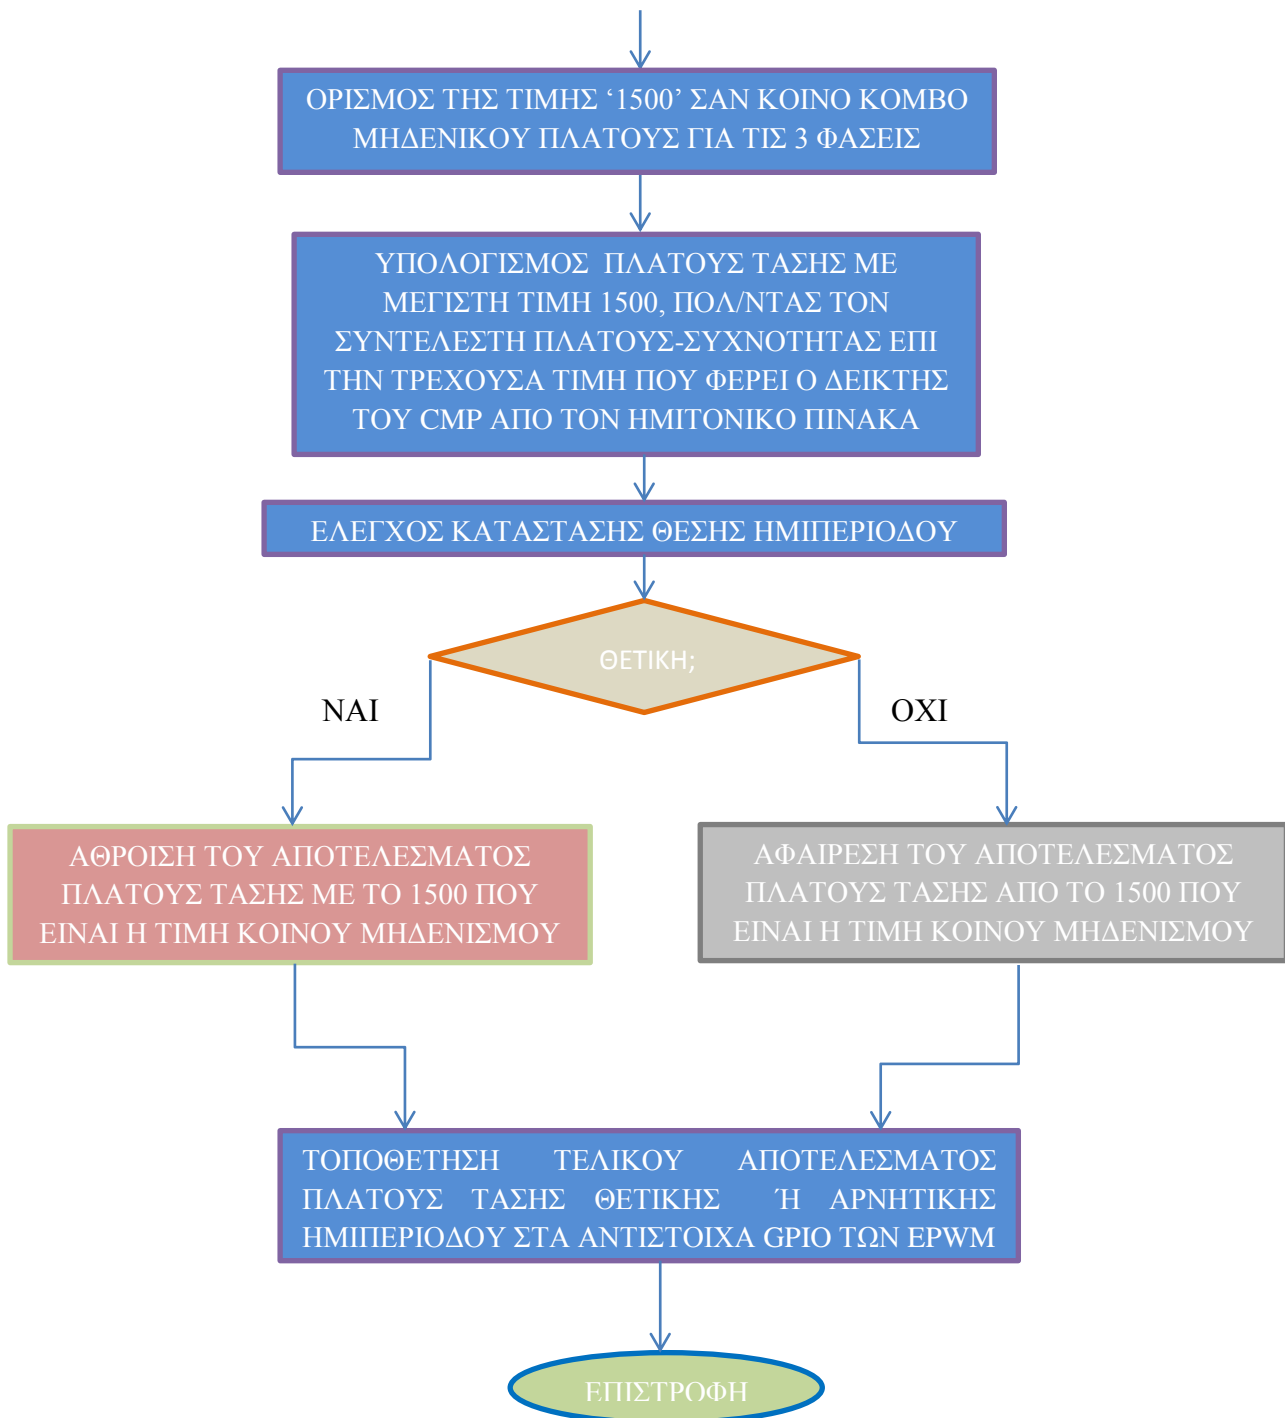 ΟΡΙΣΜΟΣ ΤΗΣ ΤΙΜΗΣ ‘1500’ ΣΑΝ ΚΟΙΝΟ ΚΟΜΒΟ
ΜΗΔΕΝΙΚΟΥ ΠΛΑΤΟΥΣ ΓΙΑ ΤΙΣ 3 ΦΑΣΕΙΣ
ΥΠΟΛΟΓΙΣΜΟΣ ΠΛΑΤΟΥΣ ΤΑΣΗΣ ΜΕ
ΜΕΓΙΣΤΗ ΤΙΜΗ 1500, ΠΟΛ/ΝΤΑΣ ΤΟΝ
ΣΥΝΤΕΛΕΣΤΗ ΠΛΑΤΟΥΣ-ΣΥΧΝΟΤΗΤΑΣ ΕΠΙ
ΤΗΝ ΤΡΕΧΟΥΣΑ ΤΙΜΗ ΠΟΥ ΦΕΡΕΙ Ο ΔΕΙΚΤΗΣ
ΤΟΥ CMP ΑΠΟ ΤΟΝ ΗΜΙΤΟΝΙΚΟ ΠΙΝΑΚΑ
ΕΛΕΓΧΟΣ ΚΑΤΑΣΤΑΣΗΣ ΘΕΣΗΣ ΗΜΙΠΕΡΙΟΔΟΥ
ΘΕΤΙΚΗ;
ΝΑΙ
ΟΧΙ
ΑΘΡΟΙΣΗ ΤΟΥ ΑΠΟΤΕΛΕΣΜΑΤΟΣ
ΠΛΑΤΟΥΣ ΤΑΣΗΣ ΜΕ ΤΟ 1500 ΠΟΥ
ΕΙΝΑΙ Η ΤΙΜΗ ΚΟΙΝΟΥ ΜΗΔΕΝΙΣΜΟΥ
ΑΦΑΙΡΕΣΗ ΤΟΥ ΑΠΟΤΕΛΕΣΜΑΤΟΣ
ΠΛΑΤΟΥΣ ΤΑΣΗΣ ΑΠΟ ΤΟ 1500 ΠΟΥ
ΕΙΝΑΙ Η ΤΙΜΗ ΚΟΙΝΟΥ ΜΗΔΕΝΙΣΜΟΥ
ΤΟΠΟΘΕΤΗΣΗ ΤΕΛΙΚΟΥ ΑΠΟΤΕΛΕΣΜΑΤΟΣ
ΠΛΑΤΟΥΣ ΤΑΣΗΣ ΘΕΤΙΚΗΣ Ή ΑΡΝΗΤΙΚΗΣ
ΗΜΙΠΕΡΙΟΔΟΥ ΣΤΑ ΑΝΤΙΣΤΟΙΧΑ GPIO ΤΩΝ EPWM
ΕΠΙΣΤΡΟΦΗ